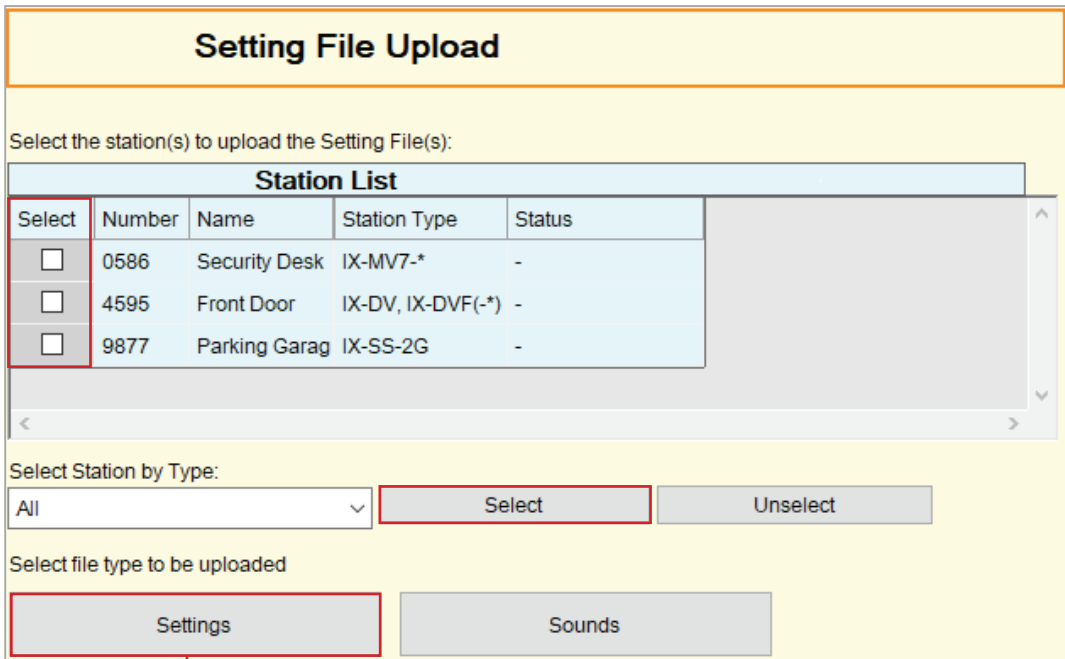 Setting File Upload
Select the station(s) to upload the Setting File(s):
Station List
Select Number Name Station Type Status
0586 Security Desk IX-MV7-* -
4595 Front Door IX-DV, IX-DVF(-*) -
9877 Parking Garag IX-SS-2G -
Select Station by Type:
All Select Unselect
Select file type to be uploaded
Settings Sounds